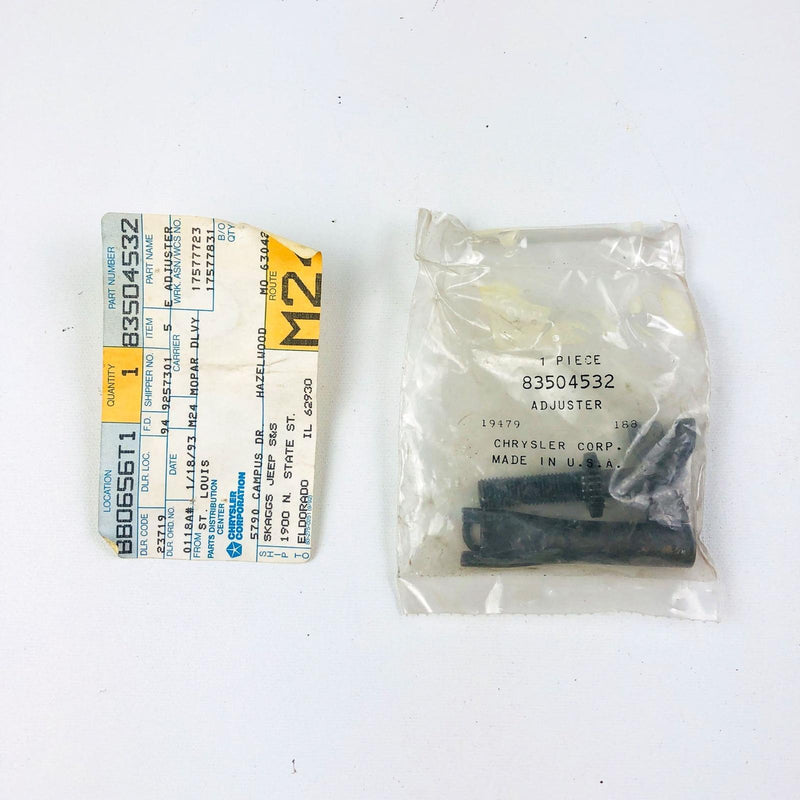 LOCATION QUANTITY PART NUMBER
BB0656T1 1 83504532
DLR. CODE DLR. LOC. F.D. SHIPPER NO. ITEM PART NAME
23719 94 9257301 5 E ADJUSTER
DLR. ORD.NO. DATE CARRIER WRK. ASN/WCS NO.
0118A# 1/18/93 M24 MOPAR DLVY 17577723
17577831
B/O QTY
FROM ST. LOUIS
PARTS DISTRIBUTION
CENTER
CHRYSLER
CORPORATION
5790 CAMPUS DR HAZELWOOD MO 63042
SHIP TO
SKAGGS JEEP S&S
1900 N. STATE ST.
ELDORADO IL 62930
ROUTE
1 PIECE
83504532
ADJUSTER
19479 188
CHRYSLER CORP.
MADE IN U.S.A.